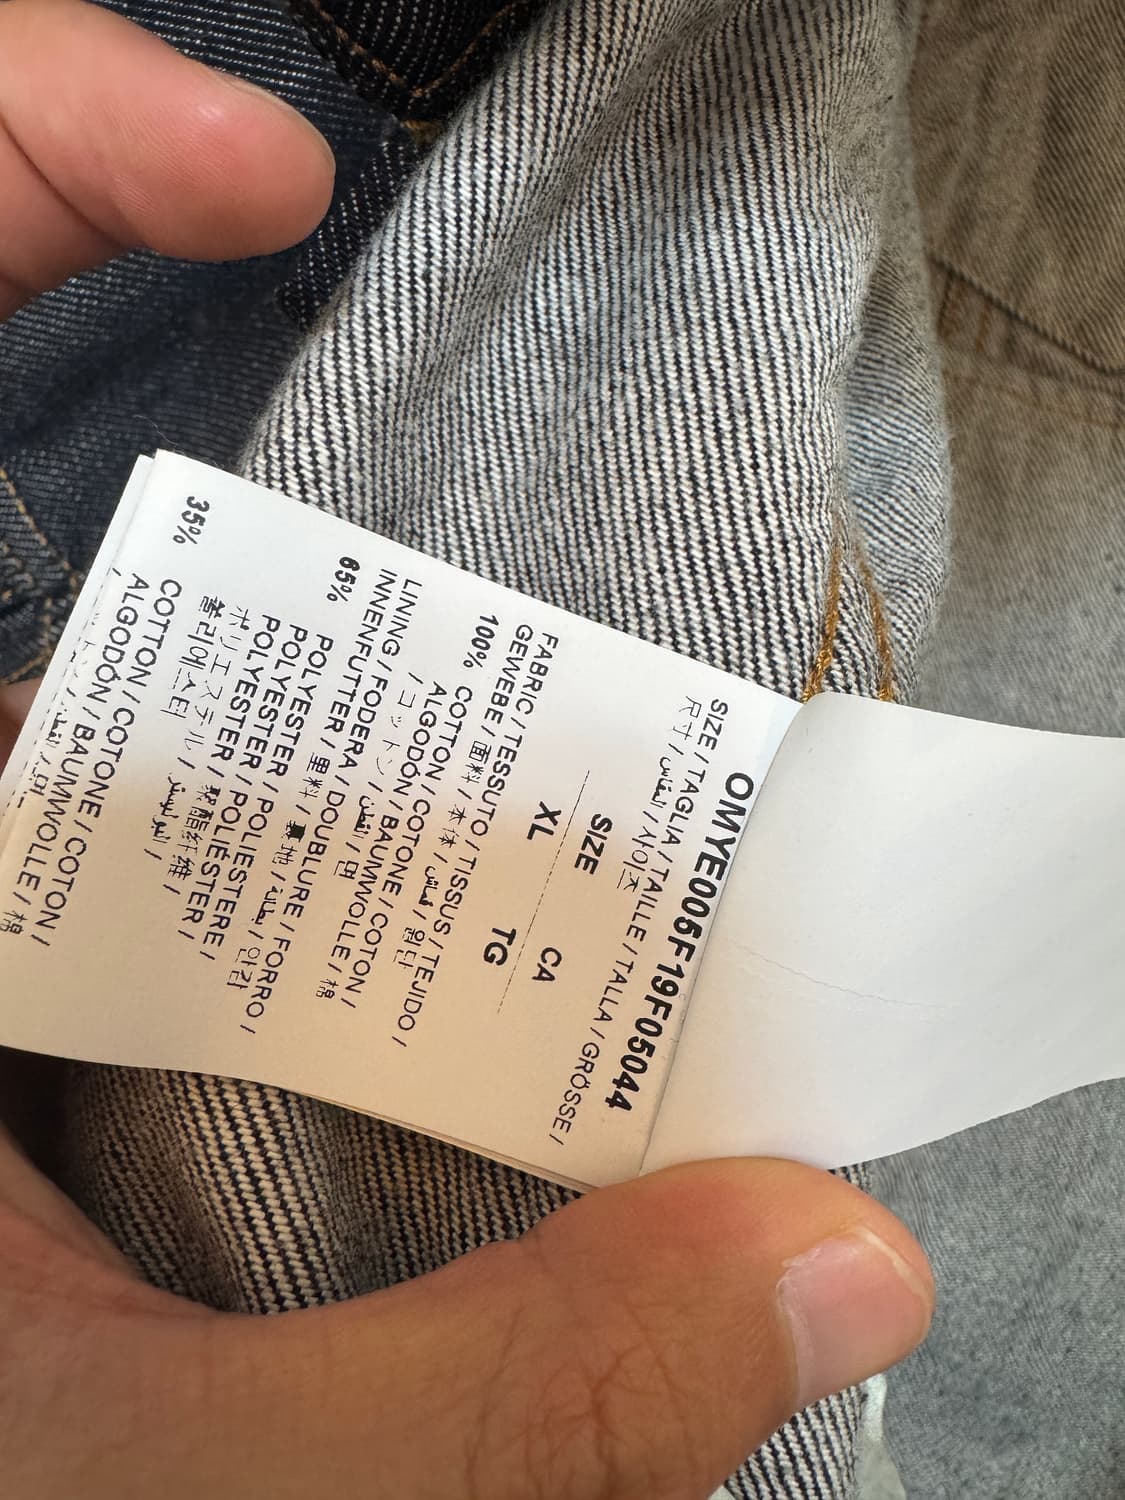 OMYE005F19F05044
SIZE / TAGLIA / TAILLE / TALLA / GRÖSSE /
尺寸 / المقاس / 사이즈
SIZE CA
XL TG
FABRIC / TESSUTO / TISSUS / TEJIDO /
GEWEBE / 面料 / 本体 / قماش / 원단
100% COTTON / COTONE / COTON /
ALGODÓN / BAUMWOLLE / 棉
/ コットン / القطن / 면
LINING / FODERA / DOUBLURE / FORRO /
INNENFUTTER / 里料 / 裏地 / بطانة / 안감
65% POLYESTER / POLIESTERE /
POLYESTER / POLIÉSTER /
POLYESTER / 聚酯纤维 /
ポリエステル / البوليستر /
폴리에스터
35% COTTON / COTONE / COTON /
ALGODÓN / BAUMWOLLE / 棉